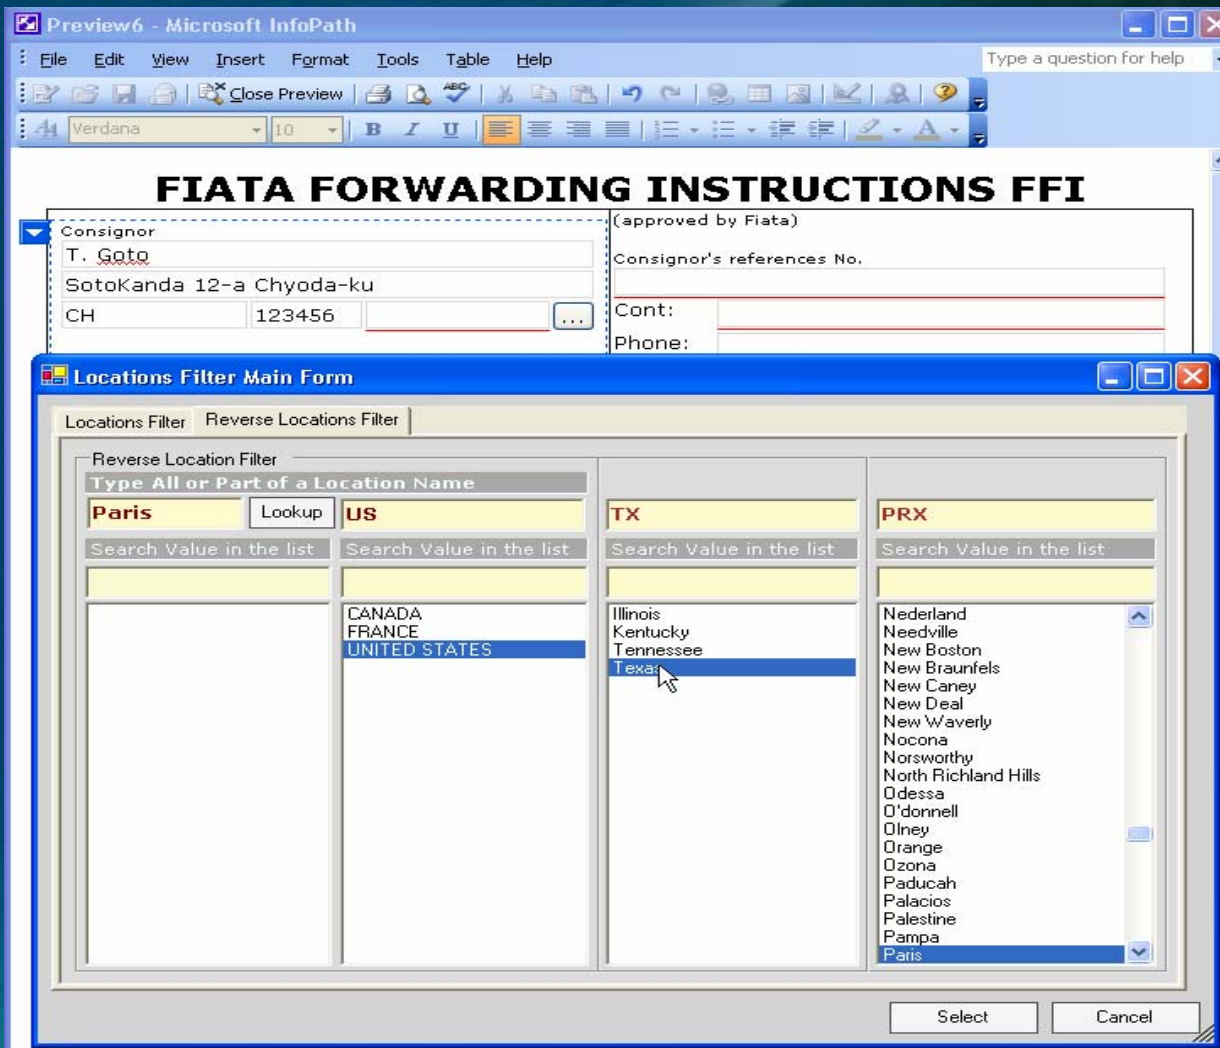 Preview6 - Microsoft InfoPath
File Edit View Insert Format Tools Table Help
Type a question for help
Close Preview
ABC
Verdana 10 B I U A
FIATA FORWARDING INSTRUCTIONS FFI
Consignor
(approved by Fiata)
T. Goto
Consignor's references No.
SotoKanda 12-a Chyoda-ku
CH 123456 ...
Cont:
Phone:
Locations Filter Main Form
Locations Filter Reverse Locations Filter
Reverse Location Filter
Type All or Part of a Location Name
Paris Lookup US TX PRX
Search Value in the list Search Value in the list Search Value in the list Search Value in the list
CANADA
FRANCE
UNITED STATES
Illinois
Kentucky
Tennessee
Texas
Nederland
Needville
New Boston
New Braunfels
New Caney
New Deal
New Waverly
Nocona
Norsworthy
North Richland Hills
Odessa
O'donnell
Olney
Orange
Ozona
Paducah
Palacios
Palestine
Pampa
Paris
Select Cancel